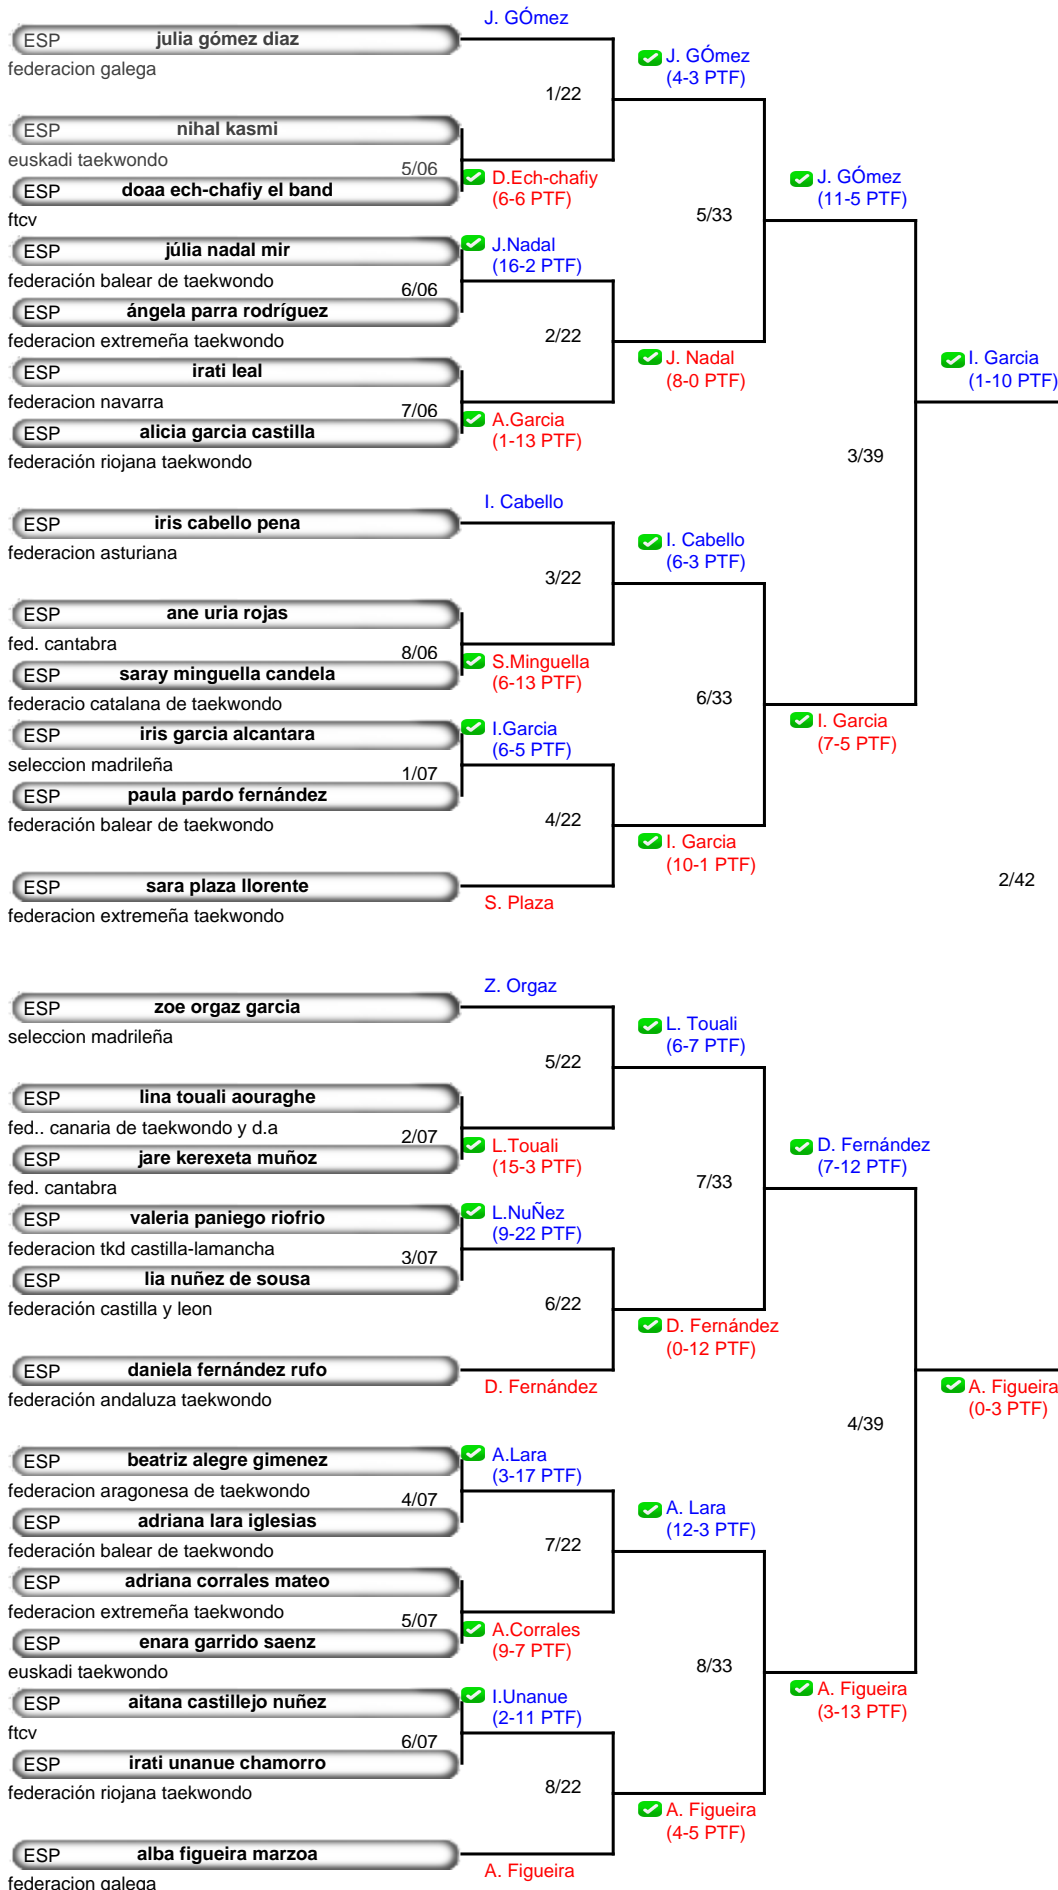 J. GÓmez
ESP julia gómez diaz
federacion galega
J. GÓmez
(4-3 PTF)
1/22
ESP nihal kasmi
euskadi taekwondo
5/06
ESP doaa ech-chafiy el band
ftcv
D.Ech-chafiy
(6-6 PTF)
J. GÓmez
(11-5 PTF)
5/33
ESP júlia nadal mir
federación balear de taekwondo
J.Nadal
(16-2 PTF)
6/06
ESP ángela parra rodríguez
federacion extremeña taekwondo
2/22
J. Nadal
(8-0 PTF)
I. Garcia
(1-10 PTF)
ESP irati leal
federacion navarra
7/06
ESP alicia garcia castilla
federación riojana taekwondo
A.Garcia
(1-13 PTF)
3/39
I. Cabello
ESP iris cabello pena
federacion asturiana
I. Cabello
(6-3 PTF)
3/22
ESP ane uria rojas
fed. cantabra
8/06
ESP saray minguella candela
federacio catalana de taekwondo
S.Minguella
(6-13 PTF)
6/33
I. Garcia
(7-5 PTF)
ESP iris garcia alcantara
seleccion madrileña
I.Garcia
(6-5 PTF)
1/07
ESP paula pardo fernández
federación balear de taekwondo
4/22
I. Garcia
(10-1 PTF)
ESP sara plaza llorente
federacion extremeña taekwondo
S. Plaza
2/42
Z. Orgaz
ESP zoe orgaz garcia
seleccion madrileña
L. Touali
(6-7 PTF)
5/22
ESP lina touali aouraghe
fed.. canaria de taekwondo y d.a
2/07
ESP jare kerexeta muñoz
fed. cantabra
L.Touali
(15-3 PTF)
D. Fernández
(7-12 PTF)
7/33
ESP valeria paniego riofrio
federacion tkd castilla-lamancha
L.NuÑez
(9-22 PTF)
3/07
ESP lia nuñez de sousa
federación castilla y leon
6/22
D. Fernández
(0-12 PTF)
ESP daniela fernández rufo
federación andaluza taekwondo
D. Fernández
A. Figueira
(0-3 PTF)
4/39
ESP beatriz alegre gimenez
federacion aragonesa de taekwondo
A.Lara
(3-17 PTF)
4/07
ESP adriana lara iglesias
federación balear de taekwondo
A. Lara
(12-3 PTF)
7/22
ESP adriana corrales mateo
federacion extremeña taekwondo
5/07
ESP enara garrido saenz
euskadi taekwondo
A.Corrales
(9-7 PTF)
8/33
A. Figueira
(3-13 PTF)
ESP aitana castillejo nuñez
ftcv
I.Unanue
(2-11 PTF)
6/07
ESP irati unanue chamorro
federación riojana taekwondo
8/22
A. Figueira
(4-5 PTF)
ESP alba figueira marzoa
federacion galega
A. Figueira